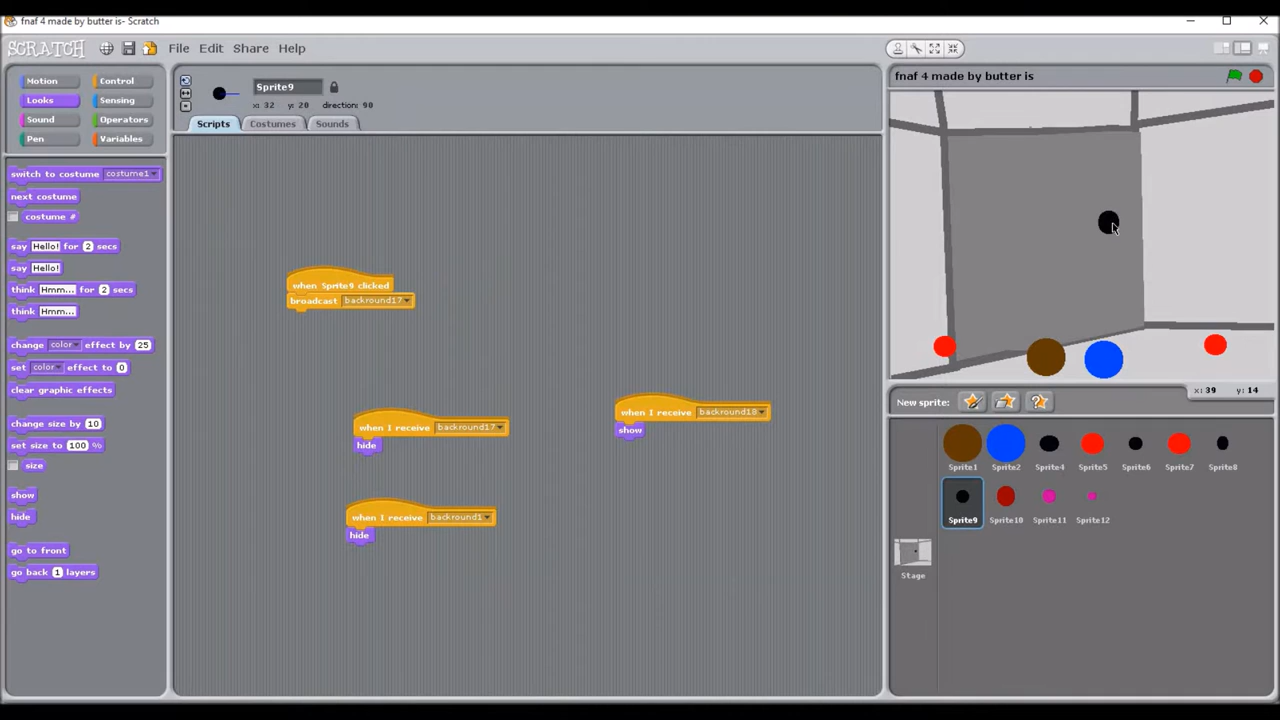 fnaf 4 made by butter is- Scratch
SCRATCH File Edit Share Help
Motion Control
Looks Sensing
Sound Operators
Pen Variables
switch to costume costume1
next costume
costume #
say Hello! for 2 secs
say Hello!
think Hmm... for 2 secs
think Hmm...
change color effect by 25
set color effect to 0
clear graphic effects
change size by 10
set size to 100 %
size
show
hide
go to front
go back 1 layers
Sprite9
x: 32 y: 20 direction: 90
Scripts Costumes Sounds
when Sprite9 clicked
broadcast backround17
when I receive backround17
hide
when I receive backround1
hide
when I receive backround18
show
fnaf 4 made by butter is
x: 39 y: 14
New sprite:
Sprite1 Sprite2 Sprite4 Sprite5 Sprite6 Sprite7 Sprite8
Sprite9 Sprite10 Sprite11 Sprite12
Stage